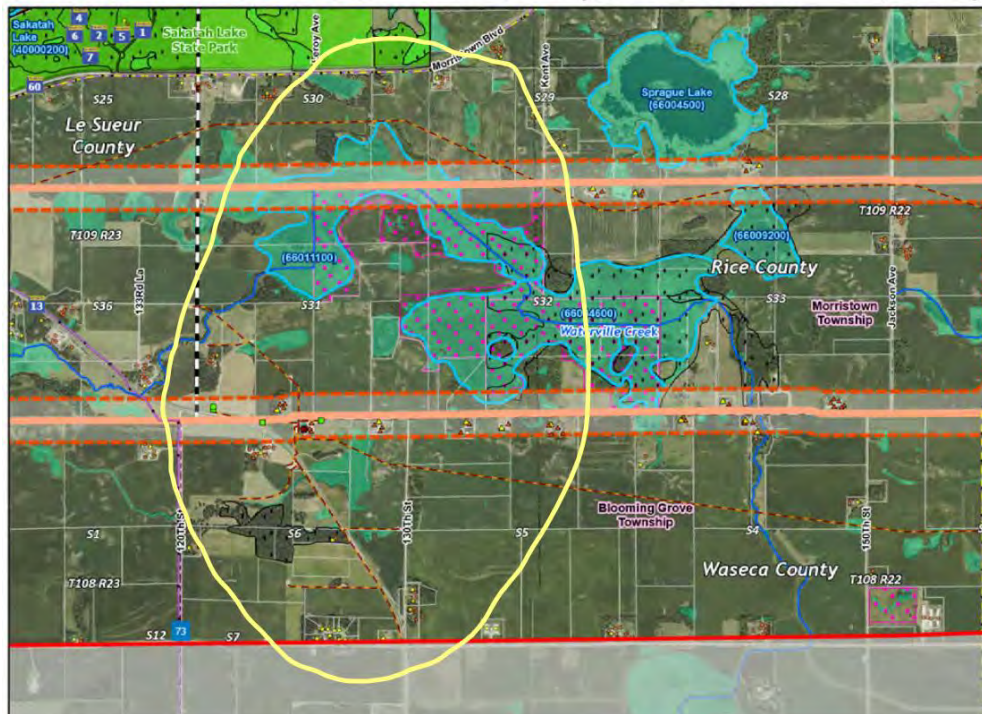 Sakatah
Lake
(40000200)
4
6
2
5
1
7
Sakatah Lake
State Park
Leroy Ave
Morristown Blvd
60
S25
S30
Kent Ave
S29
S28
Sprague Lake
(66004500)
Le Sueur
County
T109 R23
T109 R22
(66009200)
(66011100)
Rice County
S36
133Rd La
S31
S32
S33
13
Waterville Creek
Morristown
Township
Jackson Ave
120Th St
Blooming Grove
Township
S1
S6
130Th St
S5
S4
150Th St
Waseca County
T108 R23
T108 R22
S12
73
S7